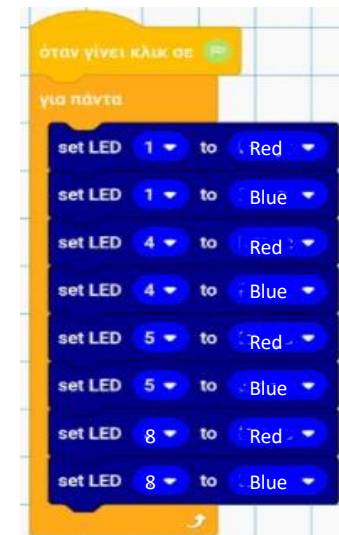 όταν γίνει κλικ σε
για πάντα
set LED 1 to Red
set LED 1 to Blue
set LED 4 to Red
set LED 4 to Blue
set LED 5 to Red
set LED 5 to Blue
set LED 8 to Red
set LED 8 to Blue